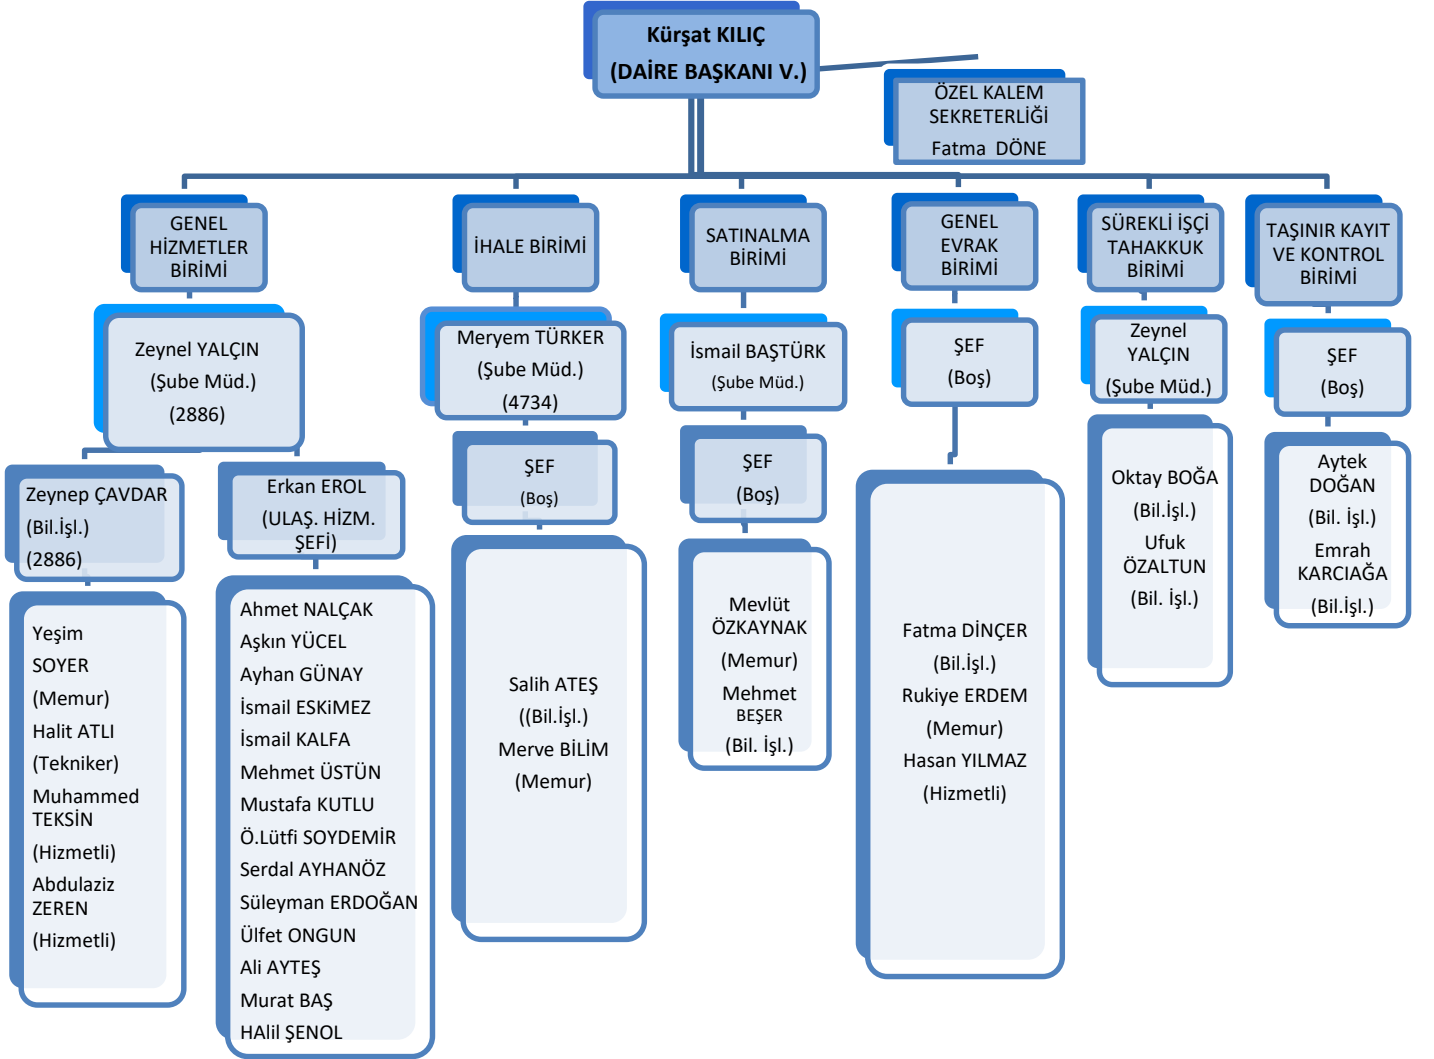 Kürşat KILIÇ
(DAİRE BAŞKANI V.)
ÖZEL KALEM
SEKRETERLİĞİ
Fatma DÖNE
GENEL
HİZMETLER
BİRİMİ
İHALE BİRİMİ
SATINALMA
BİRİMİ
GENEL
EVRAK
BİRİMİ
SÜREKLİ İŞÇİ
TAHAKKUK
BİRİMİ
TAŞINIR KAYIT
VE KONTROL
BİRİMİ
Zeynel YALÇIN
(Şube Müd.)
(2886)
Meryem TÜRKER
(Şube Müd.)
(4734)
İsmail BAŞTÜRK
(Şube Müd.)
ŞEF
(Boş)
Zeynel
YALÇIN
(Şube Müd.)
ŞEF
(Boş)
Zeynep ÇAVDAR
(Bil.İşl.)
(2886)
Erkan EROL
(ULAŞ. HİZM.
ŞEFİ)
ŞEF
(Boş)
ŞEF
(Boş)
Yeşim
SOYER
(Memur)
Halit ATLI
(Tekniker)
Muhammed
TEKSİN
(Hizmetli)
Abdulaziz
ZEREN
(Hizmetli)
Ahmet NALÇAK
Aşkın YÜCEL
Ayhan GÜNAY
İsmail ESKiMEZ
İsmail KALFA
Mehmet ÜSTÜN
Mustafa KUTLU
Ö.Lütfi SOYDEMİR
Serdal AYHANÖZ
Süleyman ERDOĞAN
Ülfet ONGUN
Ali AYTEŞ
Murat BAŞ
HAlil ŞENOL
Salih ATEŞ
((Bil.İşl.)
Merve BİLİM
(Memur)
Mevlüt
ÖZKAYNAK
(Memur)
Mehmet
BEŞER
(Bil. İşl.)
Fatma DİNÇER
(Bil.İşl.)
Rukiye ERDEM
(Memur)
Hasan YILMAZ
(Hizmetli)
Oktay BOĞA
(Bil.İşl.)
Ufuk
ÖZALTUN
(Bil. İşl.)
Aytek
DOĞAN
(Bil. İşl.)
Emrah
KARCIAĞA
(Bil.İşl.)